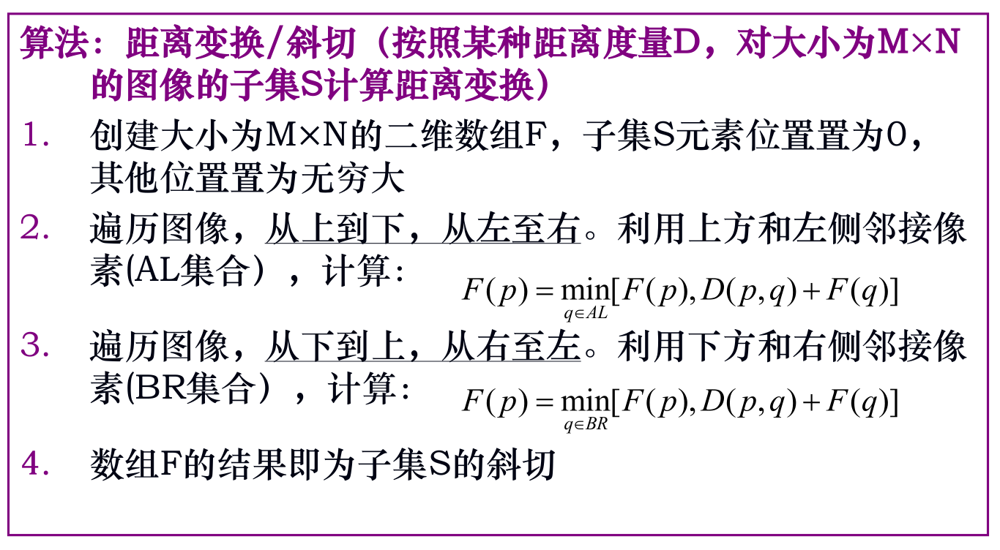 算法：距离变换/斜切（按照某种距离度量D，对大小为M×N
的图像的子集S计算距离变换）
1. 创建大小为M×N的二维数组F，子集S元素位置置为0，
其他位置置为无穷大
2. 遍历图像，从上到下，从左至右。利用上方和左侧邻接像
素(AL集合），计算：
F(p) = min[F(p), D(p,q) + F(q)]
q∈AL
3. 遍历图像，从下到上，从右至左。利用下方和右侧邻接像
素(BR集合），计算：
F(p) = min[F(p), D(p,q) + F(q)]
q∈BR
4. 数组F的结果即为子集S的斜切